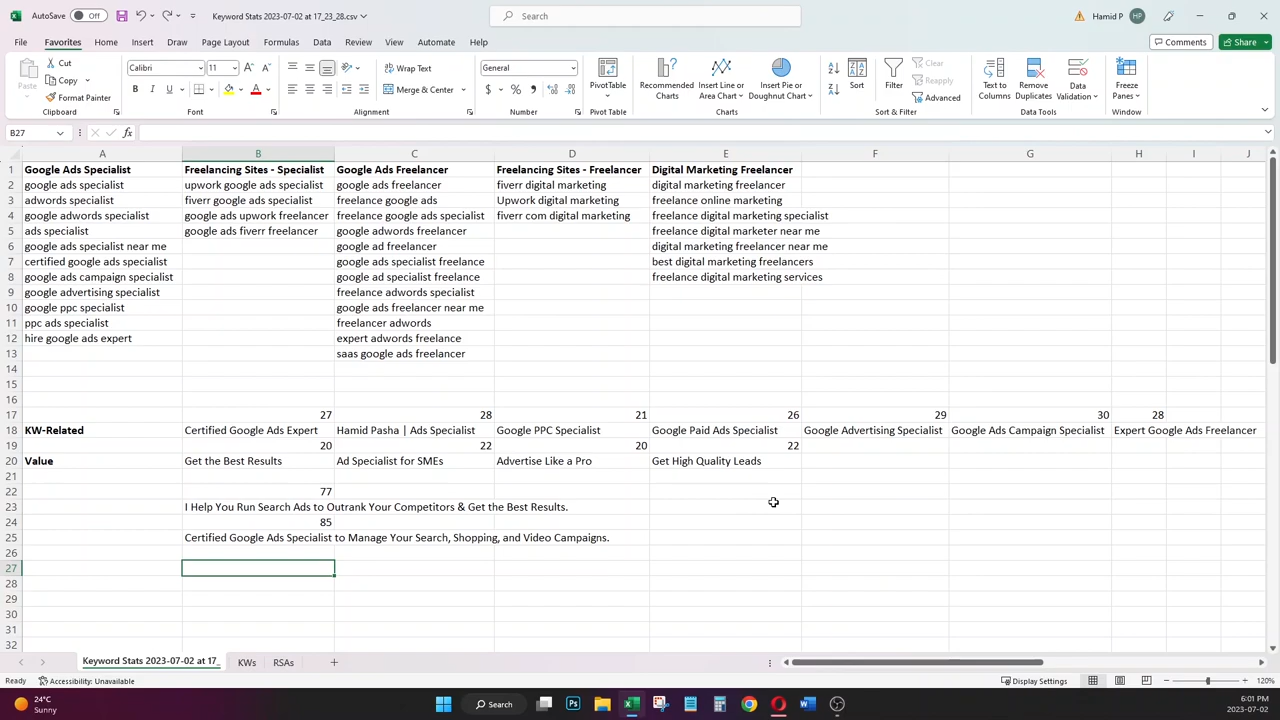 AutoSave Off Keyword Stats 2023-07-02 at 17_23_28.csv Search Hamid P HP
File Favorites Home Insert Draw Page Layout Formulas Data Review View Automate Help Comments Share
Paste Cut Copy Format Painter Clipboard
Calibri 11 B I U A Font
Wrap Text Merge & Center Alignment
General $ % Number
PivotTable Pivot Table
Recommended Charts Insert Line or Area Chart Insert Pie or Doughnut Chart Charts
Sort Filter Clear Reapply Advanced Sort & Filter
Text to Columns Remove Duplicates Data Validation Data Tools
Freeze Panes Window
B27 fx
A B C D E F G H I J
1 Google Ads Specialist Freelancing Sites - Specialist Google Ads Freelancer Freelancing Sites - Freelancer Digital Marketing Freelancer
2 google ads specialist upwork google ads specialist google ads freelancer fiverr digital marketing digital marketing freelancer
3 adwords specialist fiverr google ads specialist freelance google ads Upwork digital marketing freelance online marketing
4 google adwords specialist google ads upwork freelancer freelance google ads specialist fiverr com digital marketing freelance digital marketing specialist
5 ads specialist google ads fiverr freelancer google adwords freelancer freelance digital marketer near me
6 google ads specialist near me google ad freelancer digital marketing freelancer near me
7 certified google ads specialist google ads specialist freelance best digital marketing freelancers
8 google ads campaign specialist google ad specialist freelance freelance digital marketing services
9 google advertising specialist freelance adwords specialist
10 google ppc specialist google ads freelancer near me
11 ppc ads specialist freelancer adwords
12 hire google ads expert expert adwords freelance
13 saas google ads freelancer
14
15
16
17 27 28 21 26 29 30 28
18 KW-Related Certified Google Ads Expert Hamid Pasha | Ads Specialist Google PPC Specialist Google Paid Ads Specialist Google Advertising Specialist Google Ads Campaign Specialist Expert Google Ads Freelancer
19 20 22 20 22
20 Value Get the Best Results Ad Specialist for SMEs Advertise Like a Pro Get High Quality Leads
21
22 77
23 I Help You Run Search Ads to Outrank Your Competitors & Get the Best Results.
24 85
25 Certified Google Ads Specialist to Manage Your Search, Shopping, and Video Campaigns.
26
27
28
29
30
31
32
Keyword Stats 2023-07-02 at 17_ KWs RSAs
Ready Accessibility: Unavailable Display Settings 120%
24°C Sunny Search 6:01 PM 2023-07-02